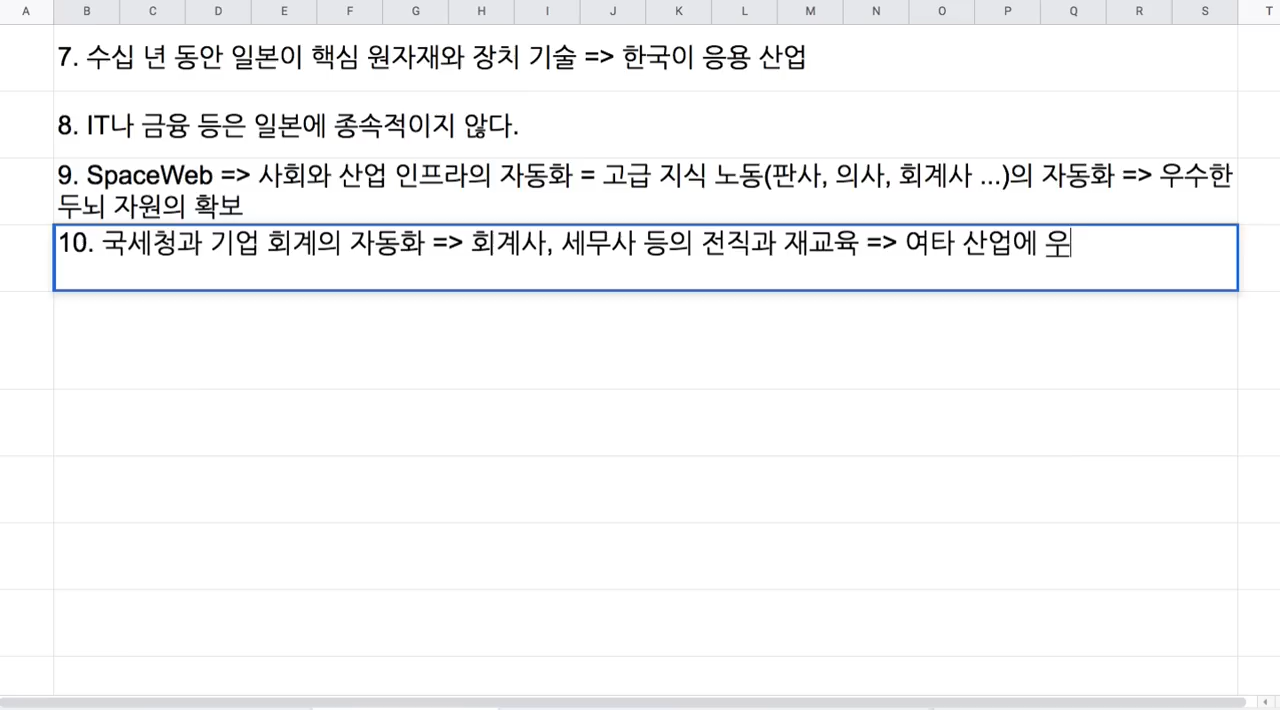 A B C D E F G H I J K L M N O P Q R S T
7. 수십 년 동안 일본이 핵심 원자재와 장치 기술 => 한국이 응용 산업
8. IT나 금융 등은 일본에 종속적이지 않다.
9. SpaceWeb => 사회와 산업 인프라의 자동화 = 고급 지식 노동(판사, 의사, 회계사 ...)의 자동화 => 우수한
두뇌 자원의 확보
10. 국세청과 기업 회계의 자동화 => 회계사, 세무사 등의 전직과 재교육 => 여타 산업에 우